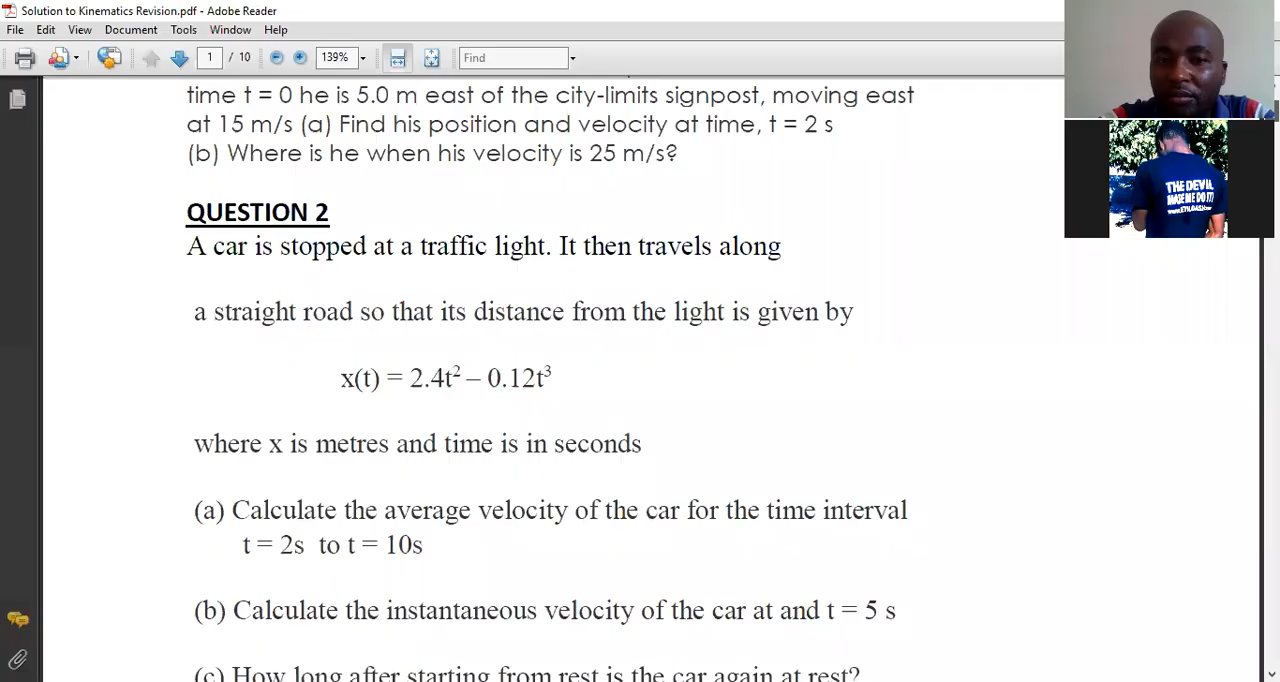 Solution to Kinematics Revision.pdf - Adobe Reader
File Edit View Document Tools Window Help
1 / 10 139% Find
time t = 0 he is 5.0 m east of the city-limits signpost, moving east
at 15 m/s (a) Find his position and velocity at time, t = 2 s
(b) Where is he when his velocity is 25 m/s?
QUESTION 2
A car is stopped at a traffic light. It then travels along
a straight road so that its distance from the light is given by
x(t) = 2.4t² – 0.12t³
where x is metres and time is in seconds
(a) Calculate the average velocity of the car for the time interval
t = 2s to t = 10s
(b) Calculate the instantaneous velocity of the car at and t = 5 s
(c) How long after starting from rest is the car again at rest?
THE DEVIL
MADE ME DO IT!